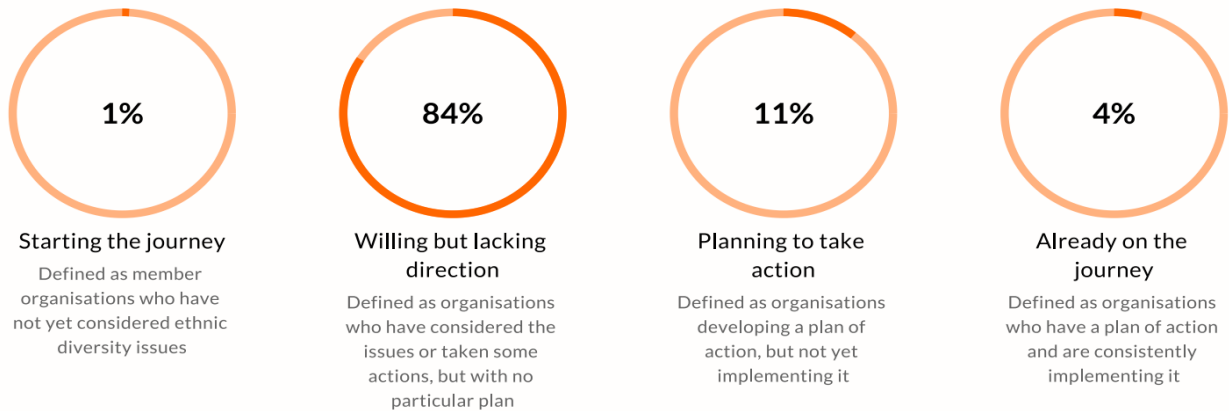 1%
Starting the journey
Defined as member
organisations who have
not yet considered ethnic
diversity issues
84%
Willing but lacking
direction
Defined as organisations
who have considered the
issues or taken some
actions, but with no
particular plan
11%
Planning to take
action
Defined as organisations
developing a plan of
action, but not yet
implementing it
4%
Already on the
journey
Defined as organisations
who have a plan of action
and are consistently
implementing it